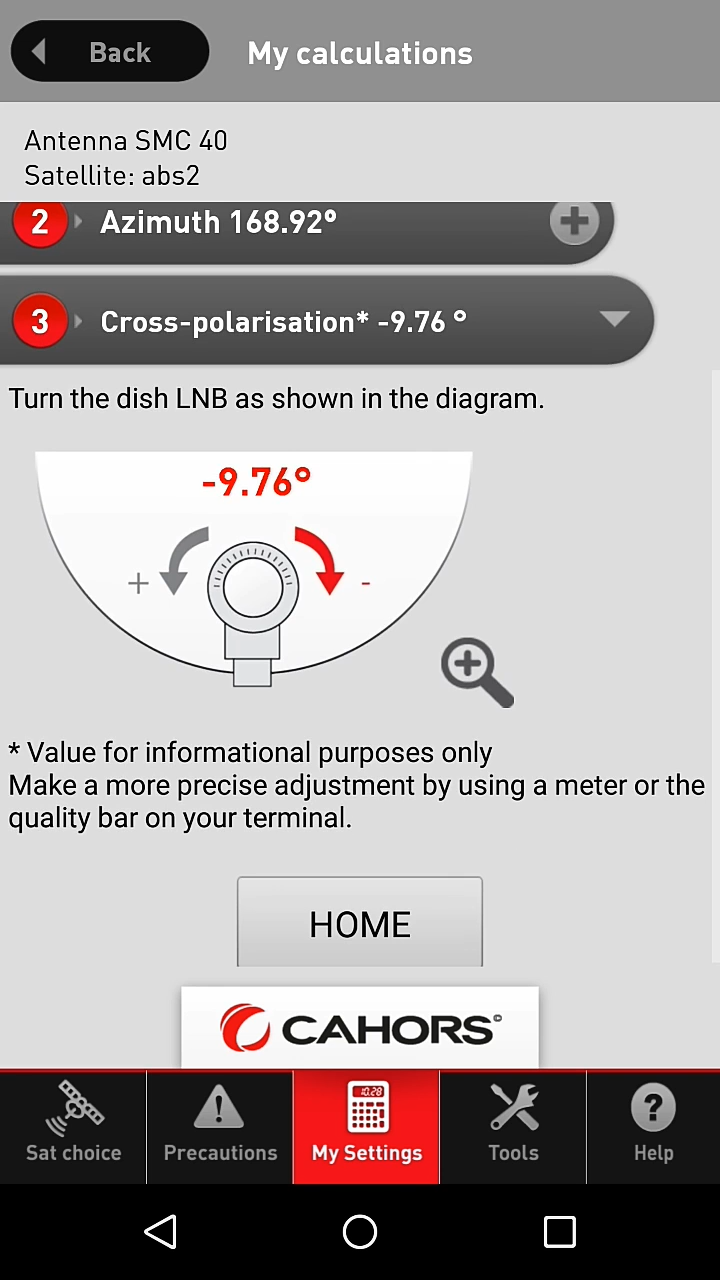 Back
My calculations
Antenna SMC 40
Satellite: abs2
2 Azimuth 168.92°
3 Cross-polarisation* -9.76 °
Turn the dish LNB as shown in the diagram.
-9.76°
+ -
* Value for informational purposes only
Make a more precise adjustment by using a meter or the
quality bar on your terminal.
HOME
CAHORS©
10.28
Sat choice
Precautions
My Settings
Tools
Help